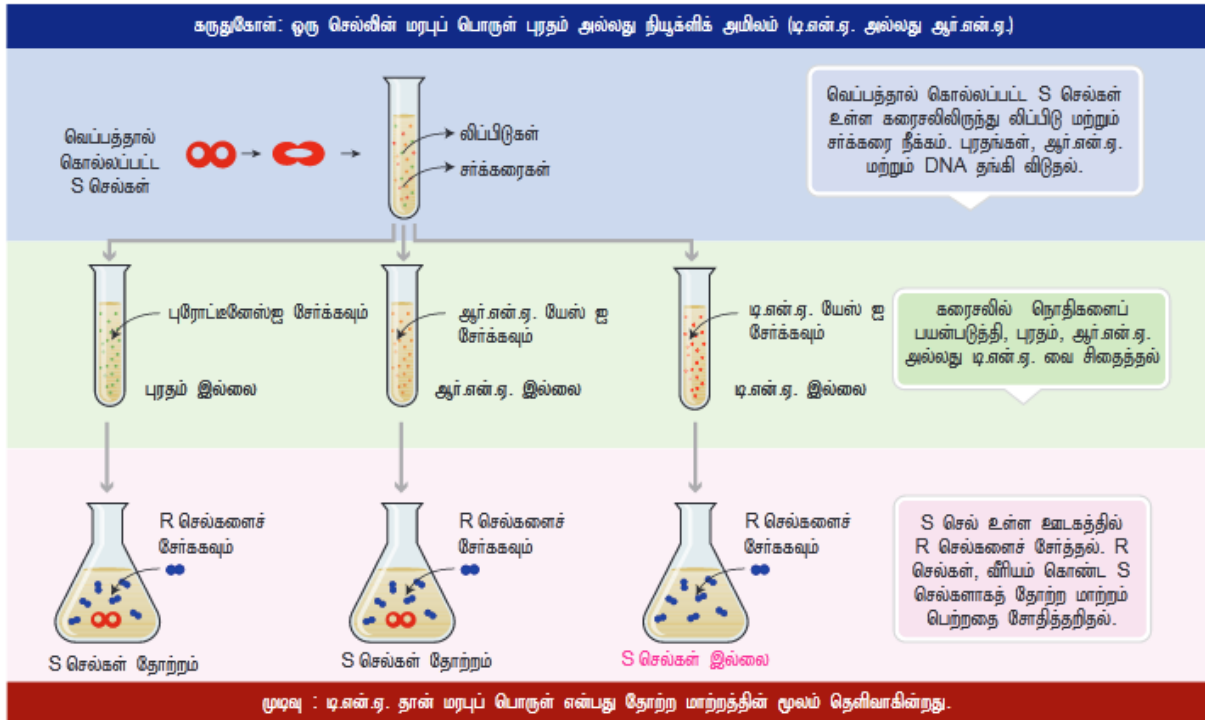 கருதுகோள்: ஒரு செல்லின் மரபுப் பொருள் புரதம் அல்லது நியூக்ளிக் அமிலம் (டி.என்.ஏ. அல்லது ஆர்.என்.ஏ.)
வெப்பத்தால்
கொல்லப்பட்ட
S செல்கள்
லிப்பிடுகள்
சர்க்கரைகள்
வெப்பத்தால் கொல்லப்பட்ட S செல்கள்
உள்ள கரைசலிலிருந்து லிப்பிடு மற்றும்
சர்க்கரை நீக்கம். புரதங்கள், ஆர்.என்.ஏ.
மற்றும் DNA தங்கி விடுதல்.
புரோட்டீனேஸ்ஐ சேர்க்கவும்
புரதம் இல்லை
ஆர்.என்.ஏ. யேஸ் ஐ
சேர்க்கவும்
ஆர்.என்.ஏ. இல்லை
டி.என்.ஏ. யேஸ் ஐ
சேர்க்கவும்
டி.என்.ஏ. இல்லை
கரைசலில் நொதிகளைப்
பயன்படுத்தி, புரதம், ஆர்.என்.ஏ.
அல்லது டி.என்.ஏ. வை சிதைத்தல்
R செல்களைச்
சேர்ககவும்
S செல்கள் தோற்றம்
R செல்களைச்
சேர்ககவும்
S செல்கள் தோற்றம்
R செல்களைச்
சேர்ககவும்
S செல்கள் இல்லை
S செல் உள்ள ஊடகத்தில்
R செல்களைச் சேர்த்தல். R
செல்கள், வீரியம் கொண்ட S
செல்களாகத் தோற்ற மாற்றம்
பெற்றதை சோதித்தறிதல்.
முடிவு : டி.என்.ஏ. தான் மரபுப் பொருள் என்பது தோற்ற மாற்றத்தின் மூலம் தெளிவாகின்றது.